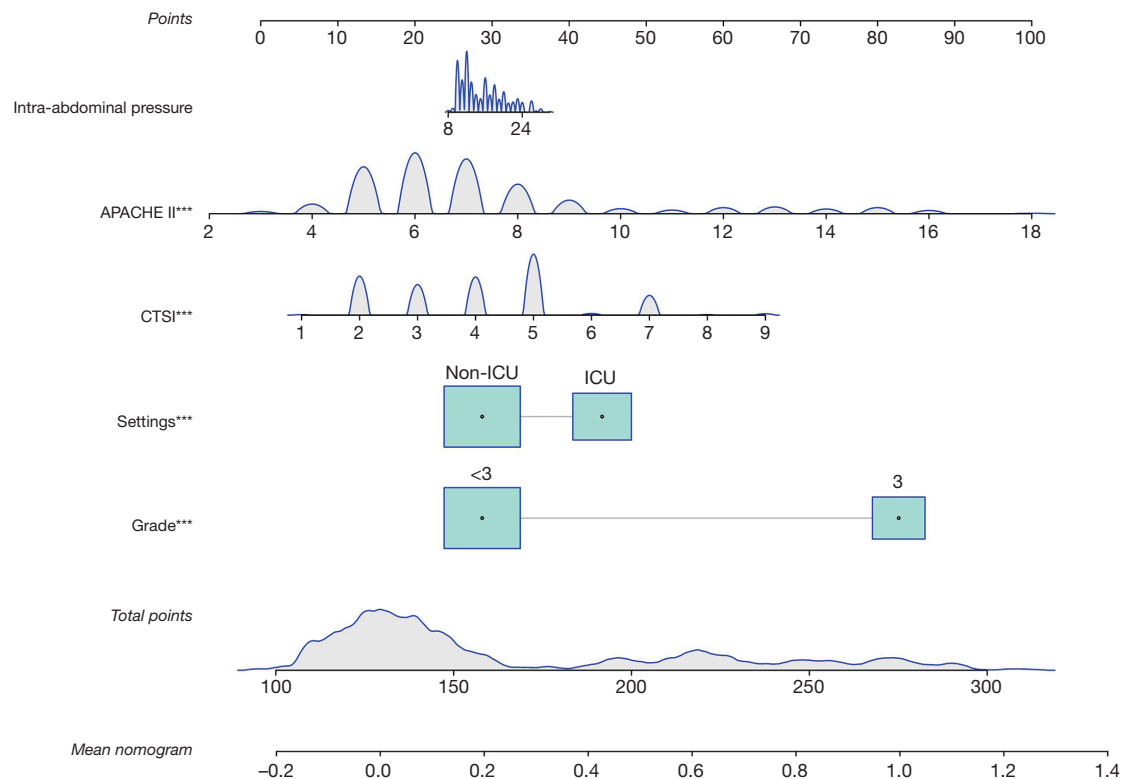 Points
0 10 20 30 40 50 60 70 80 90 100
Intra-abdominal pressure
8 24
APACHE II***
2 4 6 8 10 12 14 16 18
CTSI***
1 2 3 4 5 6 7 8 9
Non-ICU ICU
Settings***
<3 3
Grade***
Total points
100 150 200 250 300
Mean nomogram
–0.2 0.0 0.2 0.4 0.6 0.8 1.0 1.2 1.4